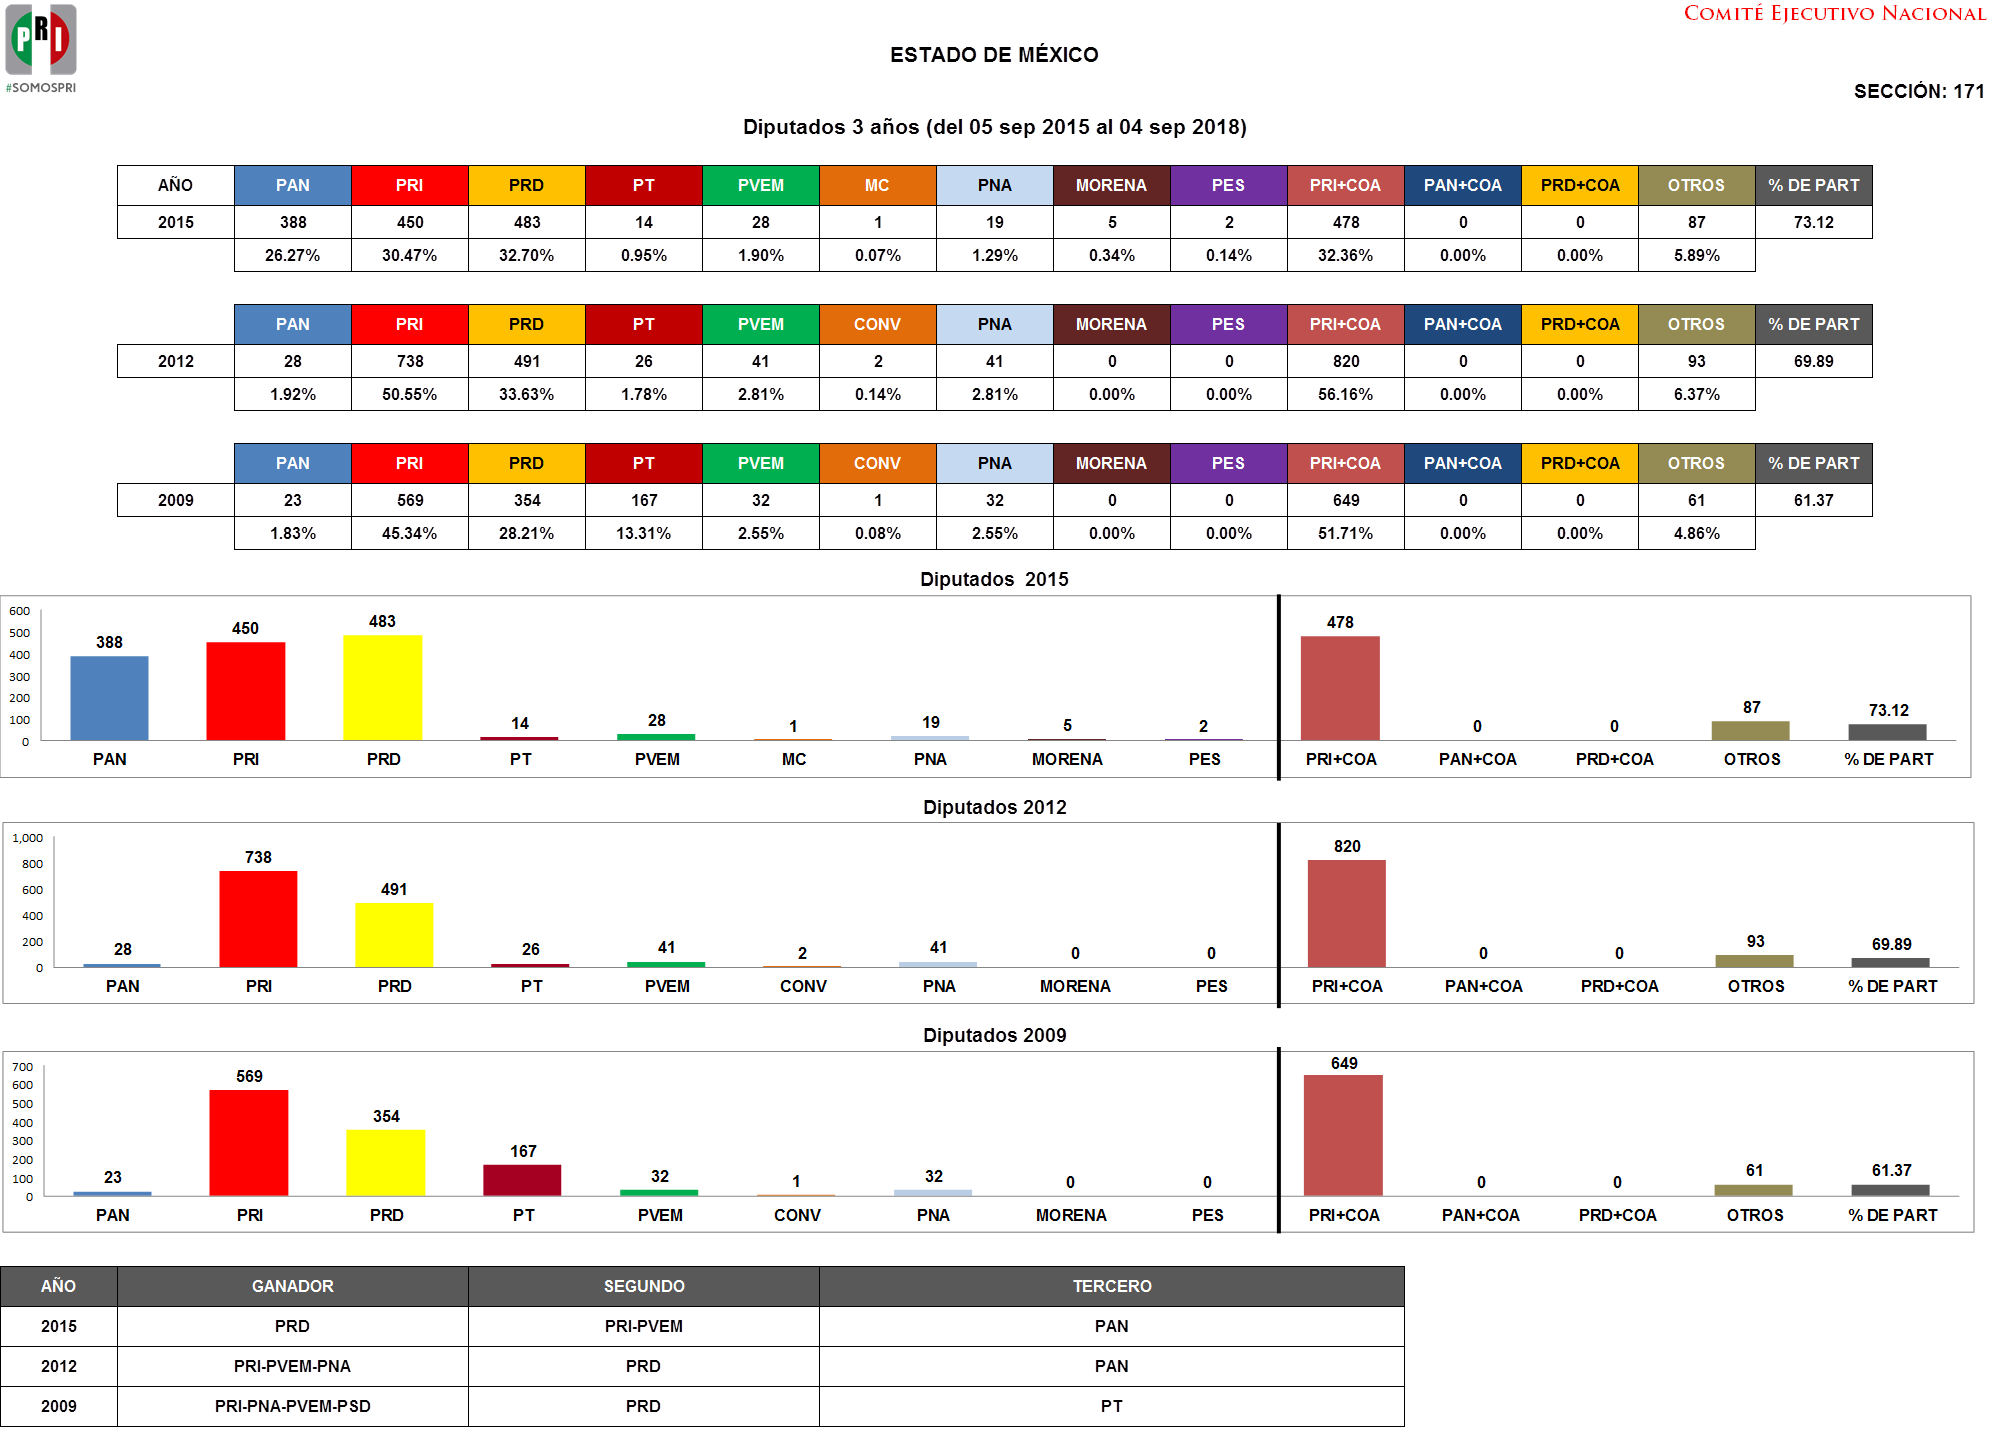 PRI
#SOMOSPRI
COMITÉ EJECUTIVO NACIONAL
ESTADO DE MÉXICO
SECCIÓN: 171
Diputados 3 años (del 05 sep 2015 al 04 sep 2018)
AÑO PAN PRI PRD PT PVEM MC PNA MORENA PES PRI+COA PAN+COA PRD+COA OTROS % DE PART
2015 388 450 483 14 28 1 19 5 2 478 0 0 87 73.12
26.27% 30.47% 32.70% 0.95% 1.90% 0.07% 1.29% 0.34% 0.14% 32.36% 0.00% 0.00% 5.89%
PAN PRI PRD PT PVEM CONV PNA MORENA PES PRI+COA PAN+COA PRD+COA OTROS % DE PART
2012 28 738 491 26 41 2 41 0 0 820 0 0 93 69.89
1.92% 50.55% 33.63% 1.78% 2.81% 0.14% 2.81% 0.00% 0.00% 56.16% 0.00% 0.00% 6.37%
PAN PRI PRD PT PVEM CONV PNA MORENA PES PRI+COA PAN+COA PRD+COA OTROS % DE PART
2009 23 569 354 167 32 1 32 0 0 649 0 0 61 61.37
1.83% 45.34% 28.21% 13.31% 2.55% 0.08% 2.55% 0.00% 0.00% 51.71% 0.00% 0.00% 4.86%
Diputados 2015
600
500
400
300
200
100
0
388 450 483 14 28 1 19 5 2 478 0 0 87 73.12
PAN PRI PRD PT PVEM MC PNA MORENA PES PRI+COA PAN+COA PRD+COA OTROS % DE PART
Diputados 2012
1,000
800
600
400
200
0
28 738 491 26 41 2 41 0 0 820 0 0 93 69.89
PAN PRI PRD PT PVEM CONV PNA MORENA PES PRI+COA PAN+COA PRD+COA OTROS % DE PART
Diputados 2009
700
600
500
400
300
200
100
0
23 569 354 167 32 1 32 0 0 649 0 0 61 61.37
PAN PRI PRD PT PVEM CONV PNA MORENA PES PRI+COA PAN+COA PRD+COA OTROS % DE PART
AÑO GANADOR SEGUNDO TERCERO
2015 PRD PRI-PVEM PAN
2012 PRI-PVEM-PNA PRD PAN
2009 PRI-PNA-PVEM-PSD PRD PT